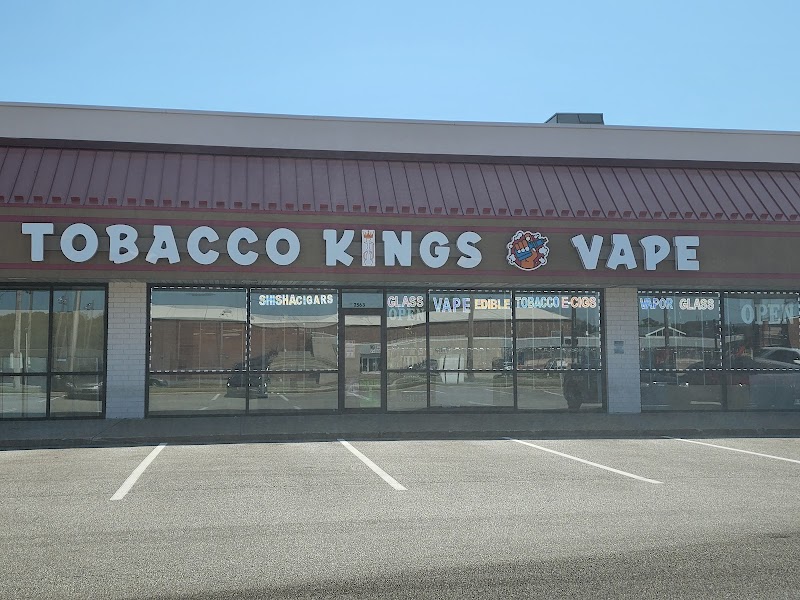 TOBACCO KINGS VAPE
SHISHA CIGARS GLASS VAPE EDIBLE TOBACCO E-CIGS VAPOR GLASS
OPEN OPEN